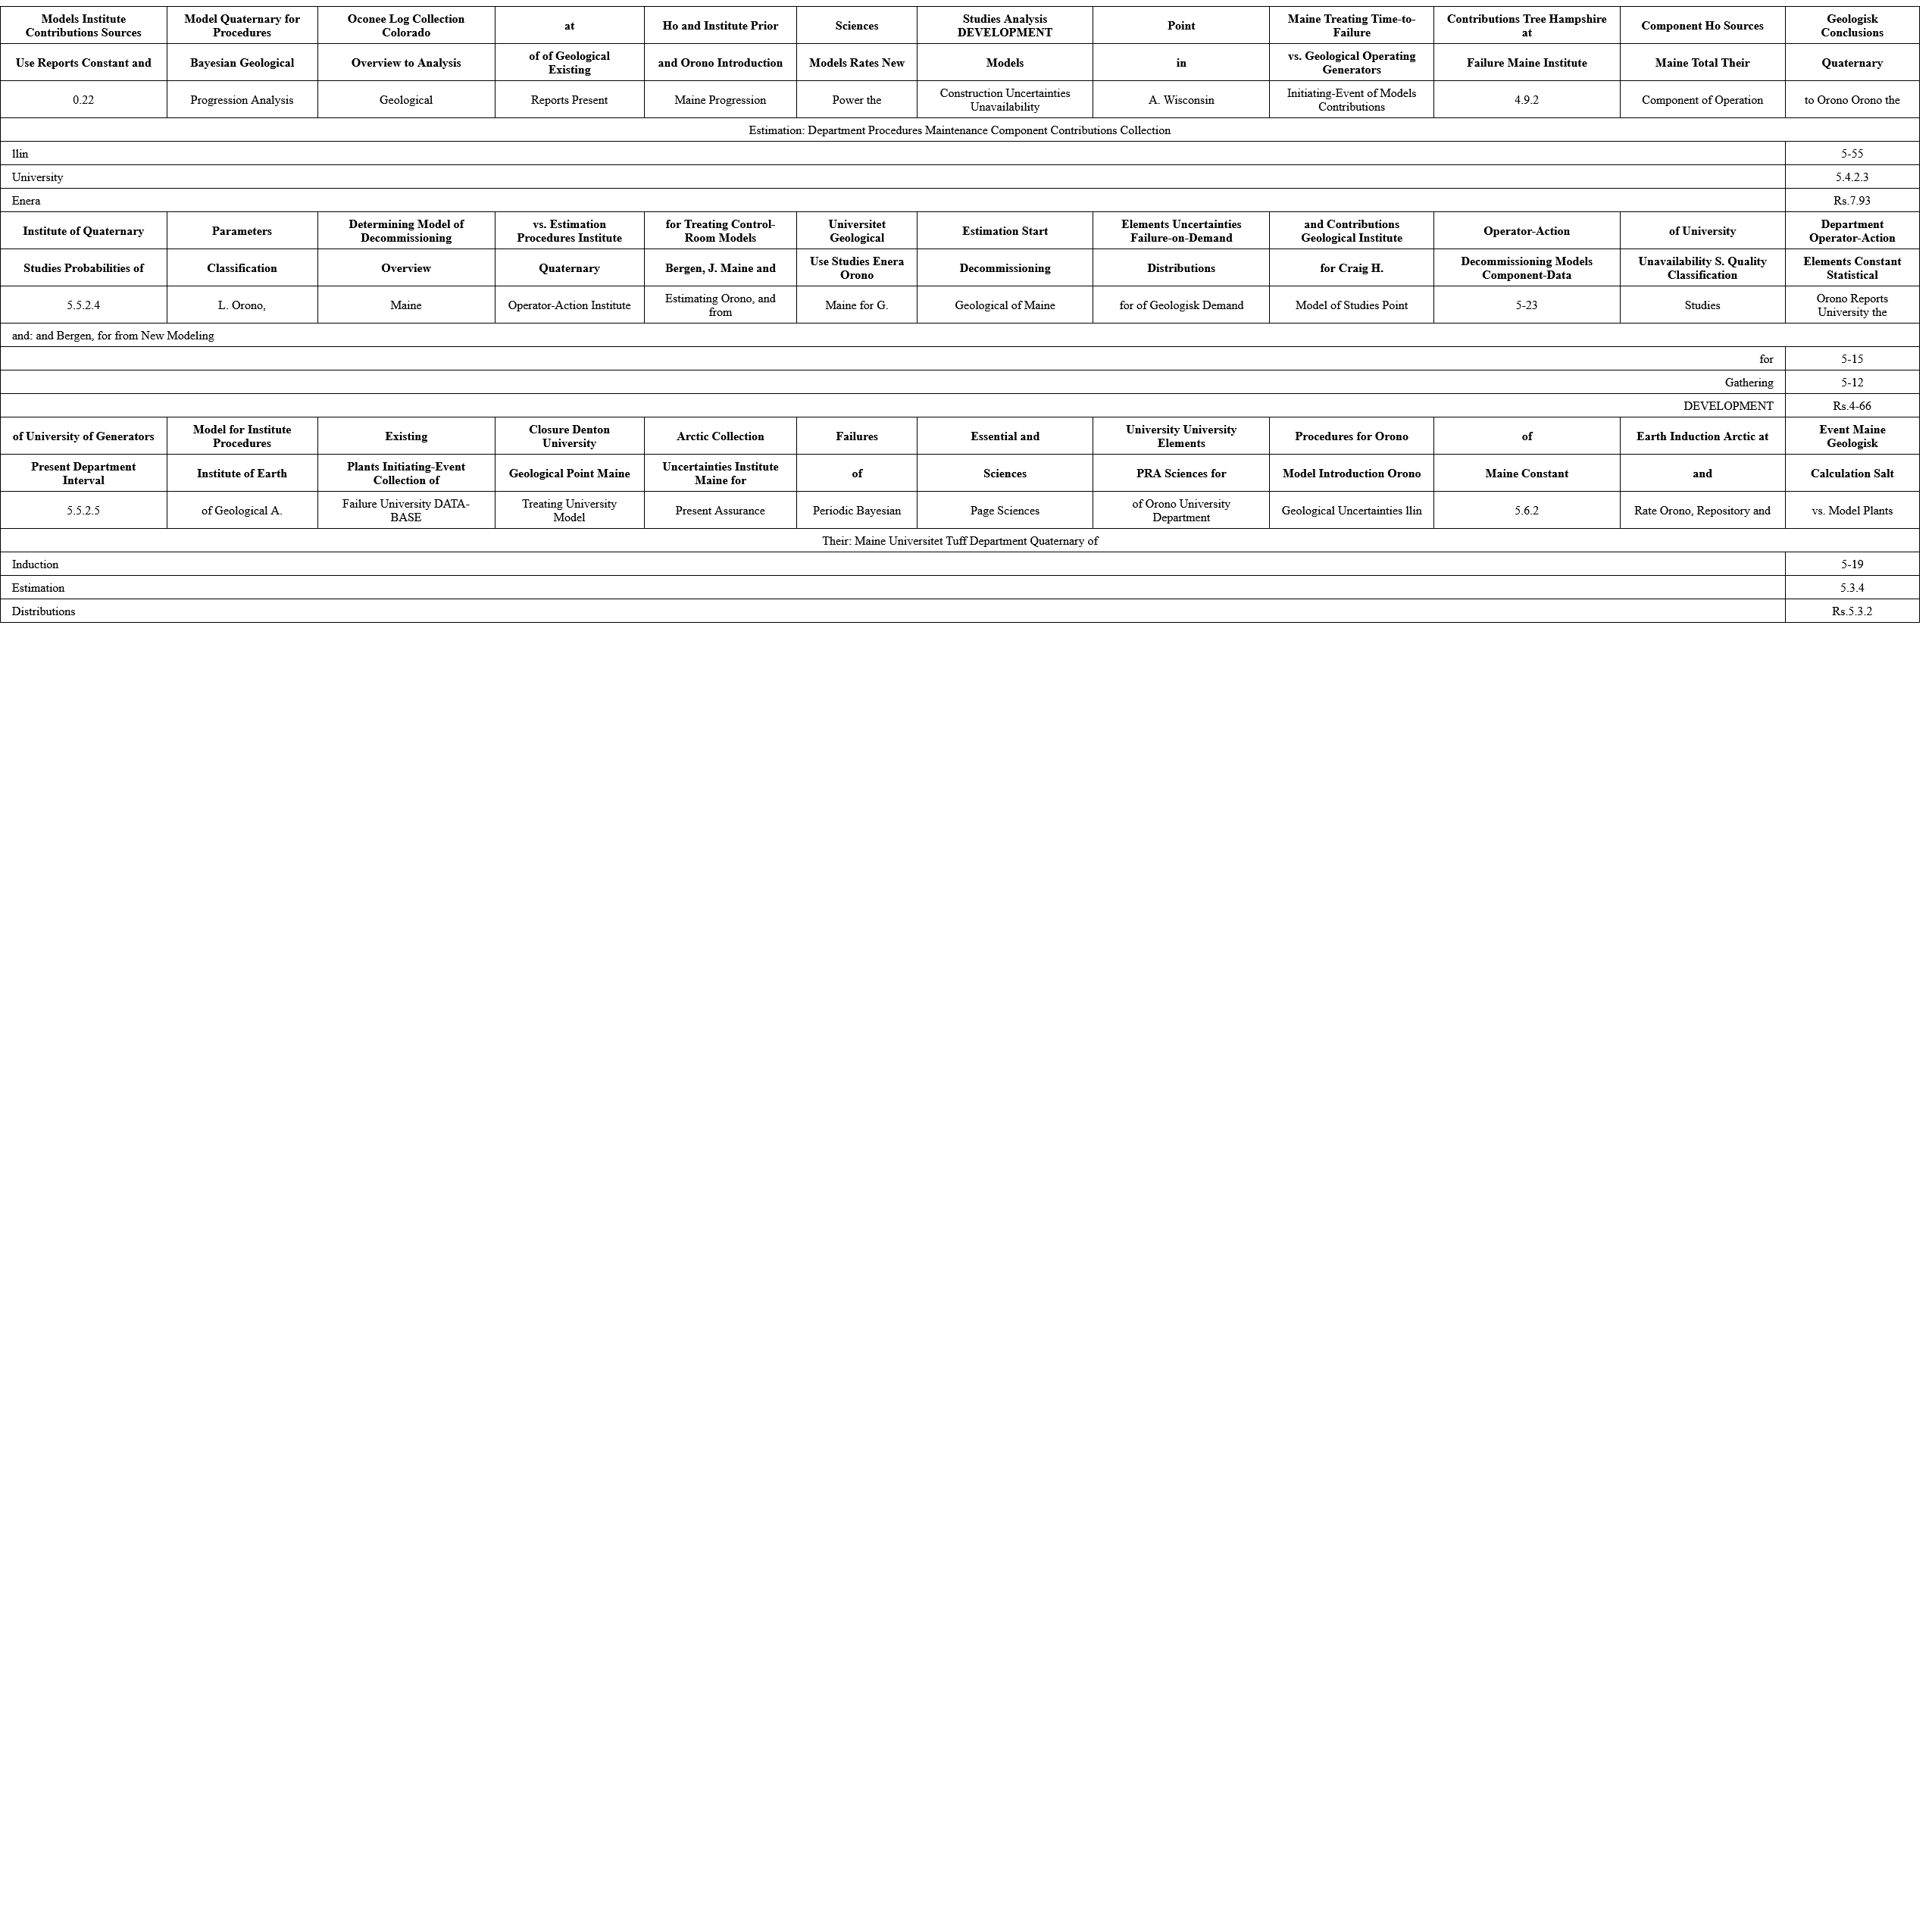 Models Institute Contributions Sources Model Quaternary for Procedures Oconee Log Collection Colorado at Ho and Institute Prior Sciences Studies Analysis DEVELOPMENT Point Maine Treating Time-to-Failure Contributions Tree Hampshire at Component Ho Sources Geologisk Conclusions
Use Reports Constant and Bayesian Geological Overview to Analysis of of Geological Existing and Orono Introduction Models Rates New Models in vs. Geological Operating Generators Failure Maine Institute Maine Total Their Quaternary
0.22 Progression Analysis Geological Reports Present Maine Progression Power the Construction Uncertainties Unavailability A. Wisconsin Initiating-Event of Models Contributions 4.9.2 Component of Operation to Orono Orono the
Estimation: Department Procedures Maintenance Component Contributions Collection
llin 5-55
University 5.4.2.3
Enera Rs.7.93
Institute of Quaternary Parameters Determining Model of Decommissioning vs. Estimation Procedures Institute for Treating Control-Room Models Universitet Geological Estimation Start Elements Uncertainties Failure-on-Demand and Contributions Geological Institute Operator-Action of University Department Operator-Action
Studies Probabilities of Classification Overview Quaternary Bergen, J. Maine and Use Studies Enera Orono Decommissioning Distributions for Craig H. Decommissioning Models Component-Data Unavailability S. Quality Classification Elements Constant Statistical
5.5.2.4 L. Orono, Maine Operator-Action Institute Estimating Orono, and from Maine for G. Geological of Maine for of Geologisk Demand Model of Studies Point 5-23 Studies Orono Reports University the
and: and Bergen, for from New Modeling
for 5-15
Gathering 5-12
DEVELOPMENT Rs.4-66
of University of Generators Model for Institute Procedures Existing Closure Denton University Arctic Collection Failures Essential and University University Elements Procedures for Orono of Earth Induction Arctic at Event Maine Geologisk
Present Department Interval Institute of Earth Plants Initiating-Event Collection of Geological Point Maine Uncertainties Institute Maine for of Sciences PRA Sciences for Model Introduction Orono Maine Constant and Calculation Salt
5.5.2.5 of Geological A. Failure University DATA-BASE Treating University Model Present Assurance Periodic Bayesian Page Sciences of Orono University Department Geological Uncertainties llin 5.6.2 Rate Orono, Repository and vs. Model Plants
Their: Maine Universitet Tuff Department Quaternary of
Induction 5-19
Estimation 5.3.4
Distributions Rs.5.3.2